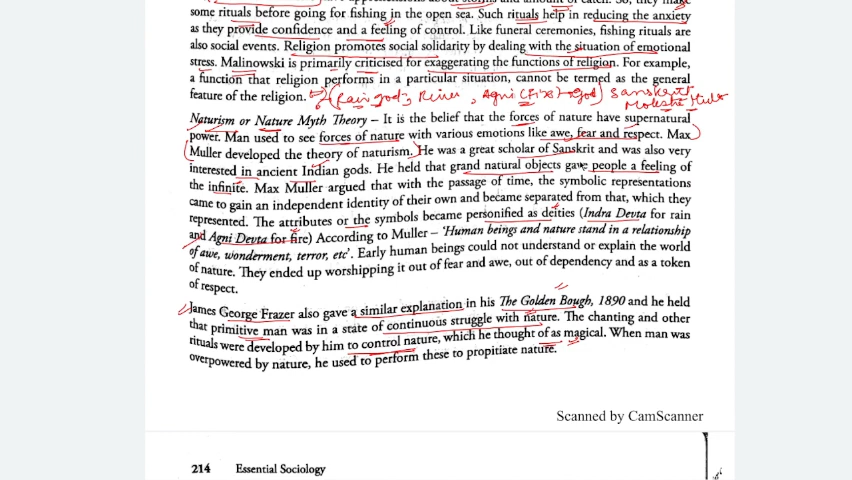 some rituals before going for fishing in the open sea. Such rituals help in reducing the anxiety
as they provide confidence and a feeling of control. Like funeral ceremonies, fishing rituals are
also social events. Religion promotes social solidarity by dealing with the situation of emotional
stress. Malinowski is primarily criticised for exaggerating the functions of religion. For example,
a function that religion performs in a particular situation, cannot be termed as the general
feature of the religion. River, Agni (Fire) God)
Naturism or Nature Myth Theory – It is the belief that the forces of nature have supernatural
power. Man used to see forces of nature with various emotions like awe, fear and respect. Max
Muller developed the theory of naturism. He was a great scholar of Sanskrit and was also very
interested in ancient Indian gods. He held that grand natural objects gave people a feeling of
the infinite. Max Muller argued that with the passage of time, the symbolic representations
came to gain an independent identity of their own and became separated from that, which they
represented. The attributes or the symbols became personified as deities (Indra Devta for rain
and Agni Devta for fire) According to Muller – 'Human beings and nature stand in a relationship
of awe, wonderment, terror, etc'. Early human beings could not understand or explain the world
of nature. They ended up worshipping it out of fear and awe, out of dependency and as a token
of respect.
James George Frazer also gave a similar explanation in his The Golden Bough, 1890 and he held
that primitive man was in a state of continuous struggle with nature. The chanting and other
rituals were developed by him to control nature, which he thought of as magical. When man was
overpowered by nature, he used to perform these to propitiate nature.
Scanned by CamScanner
214 Essential Sociology